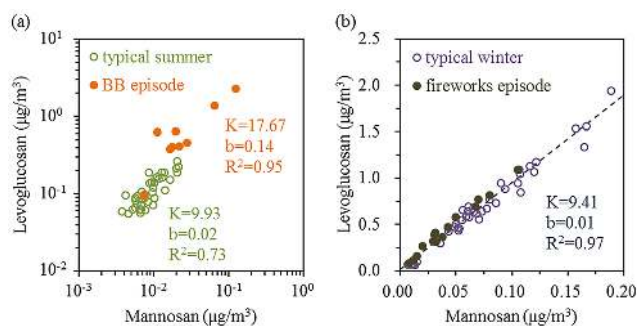 (a)
typical summer
BB episode
K=17.67
b=0.14
R²=0.95
K=9.93
b=0.02
R²=0.73
Levoglucosan (μg/m³)
10¹
10⁰
10⁻¹
10⁻²
10⁻³
10⁻²
10⁻¹
10⁰
Mannosan (μg/m³)
(b)
typical winter
fireworks episode
K=9.41
b=0.01
R²=0.97
Levoglucosan (μg/m³)
2.5
2.0
1.5
1.0
0.5
0.0
0.00
0.05
0.10
0.15
0.20
Mannosan (μg/m³)